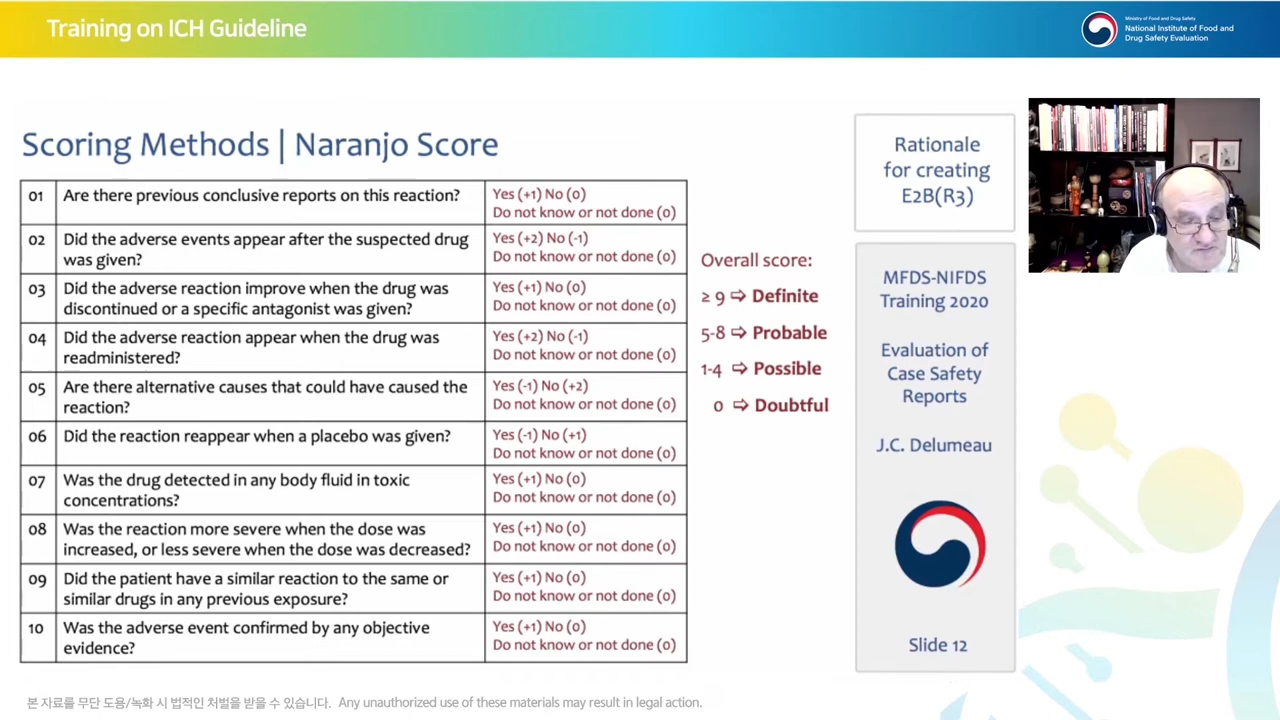 Training on ICH Guideline
Ministry of Food and Drug Safety
National Institute of Food and
Drug Safety Evaluation
Scoring Methods | Naranjo Score
01 Are there previous conclusive reports on this reaction? Yes (+1) No (0)
Do not know or not done (0)
02 Did the adverse events appear after the suspected drug Yes (+2) No (-1)
was given? Do not know or not done (0)
03 Did the adverse reaction improve when the drug was Yes (+1) No (0)
discontinued or a specific antagonist was given? Do not know or not done (0)
04 Did the adverse reaction appear when the drug was Yes (+2) No (-1)
readministered? Do not know or not done (0)
05 Are there alternative causes that could have caused the Yes (-1) No (+2)
reaction? Do not know or not done (0)
06 Did the reaction reappear when a placebo was given? Yes (-1) No (+1)
Do not know or not done (0)
07 Was the drug detected in any body fluid in toxic Yes (+1) No (0)
concentrations? Do not know or not done (0)
08 Was the reaction more severe when the dose was Yes (+1) No (0)
increased, or less severe when the dose was decreased? Do not know or not done (0)
09 Did the patient have a similar reaction to the same or Yes (+1) No (0)
similar drugs in any previous exposure? Do not know or not done (0)
10 Was the adverse event confirmed by any objective Yes (+1) No (0)
evidence? Do not know or not done (0)
Overall score:
≥ 9 ⇨ Definite
5-8 ⇨ Probable
1-4 ⇨ Possible
0 ⇨ Doubtful
Rationale
for creating
E2B(R3)
MFDS-NIFDS
Training 2020
Evaluation of
Case Safety
Reports
J.C. Delumeau
Slide 12
본 자료를 무단 도용/녹화 시 법적인 처벌을 받을 수 있습니다. Any unauthorized use of these materials may result in legal action.